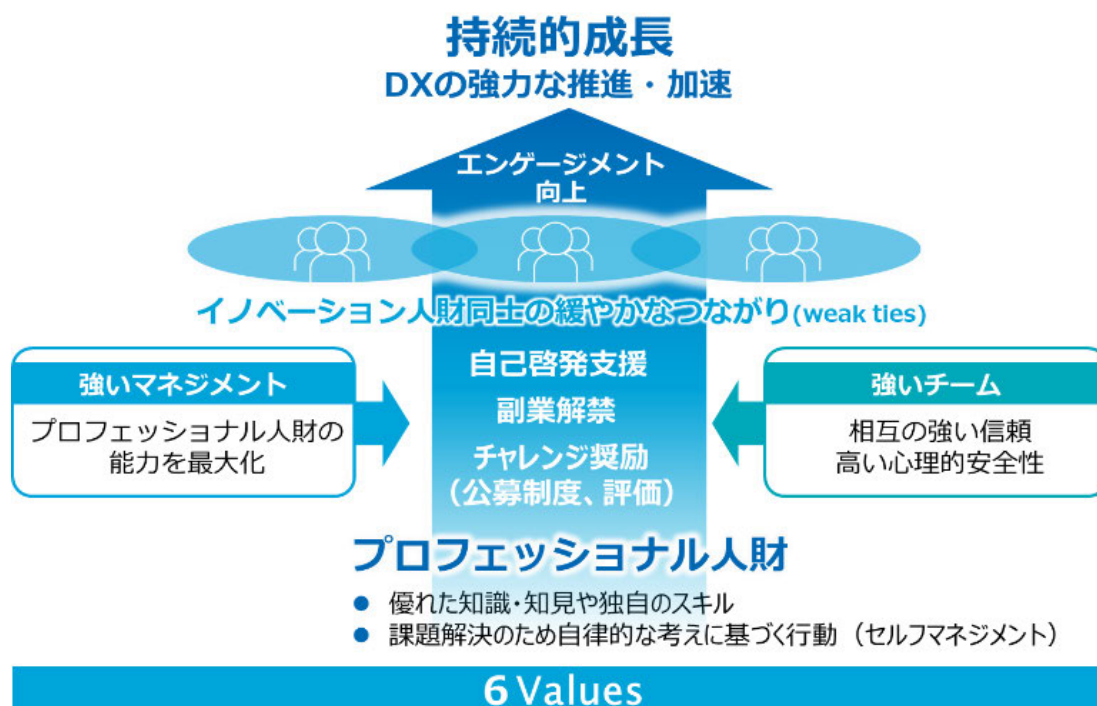 持続的成長
DXの強力な推進・加速
エンゲージメント
向上
イノベーション人財同士の緩やかなつながり(weak ties)
強いマネジメント
プロフェッショナル人財の
能力を最大化
自己啓発支援
副業解禁
チャレンジ奨励
（公募制度、評価）
強いチーム
相互の強い信頼
高い心理的安全性
プロフェッショナル人財
● 優れた知識・知見や独自のスキル
● 課題解決のため自律的な考えに基づく行動（セルフマネジメント）
6 Values